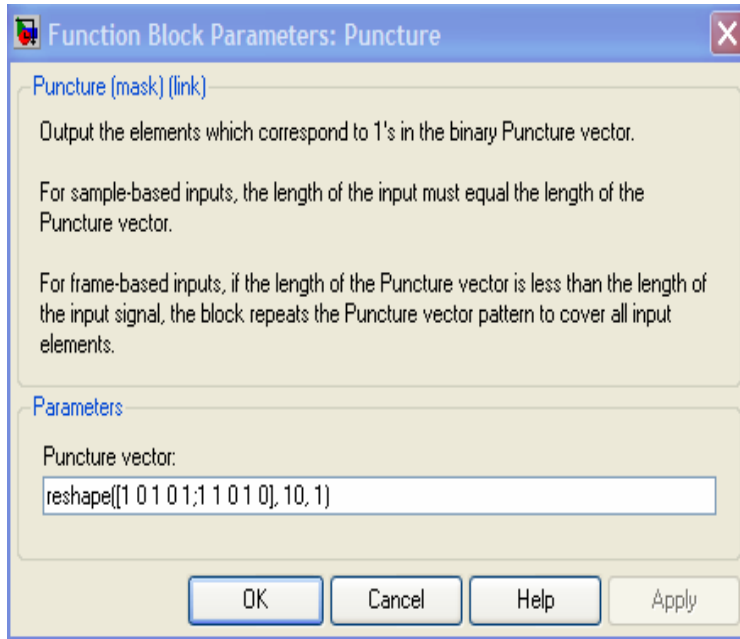 Function Block Parameters: Puncture
Puncture (mask) (link)
Output the elements which correspond to 1's in the binary Puncture vector.
For sample-based inputs, the length of the input must equal the length of the
Puncture vector.
For frame-based inputs, if the length of the Puncture vector is less than the length of
the input signal, the block repeats the Puncture vector pattern to cover all input
elements.
Parameters
Puncture vector:
reshape([1 0 1 0 1;1 1 0 1 0], 10, 1)
OK Cancel Help Apply